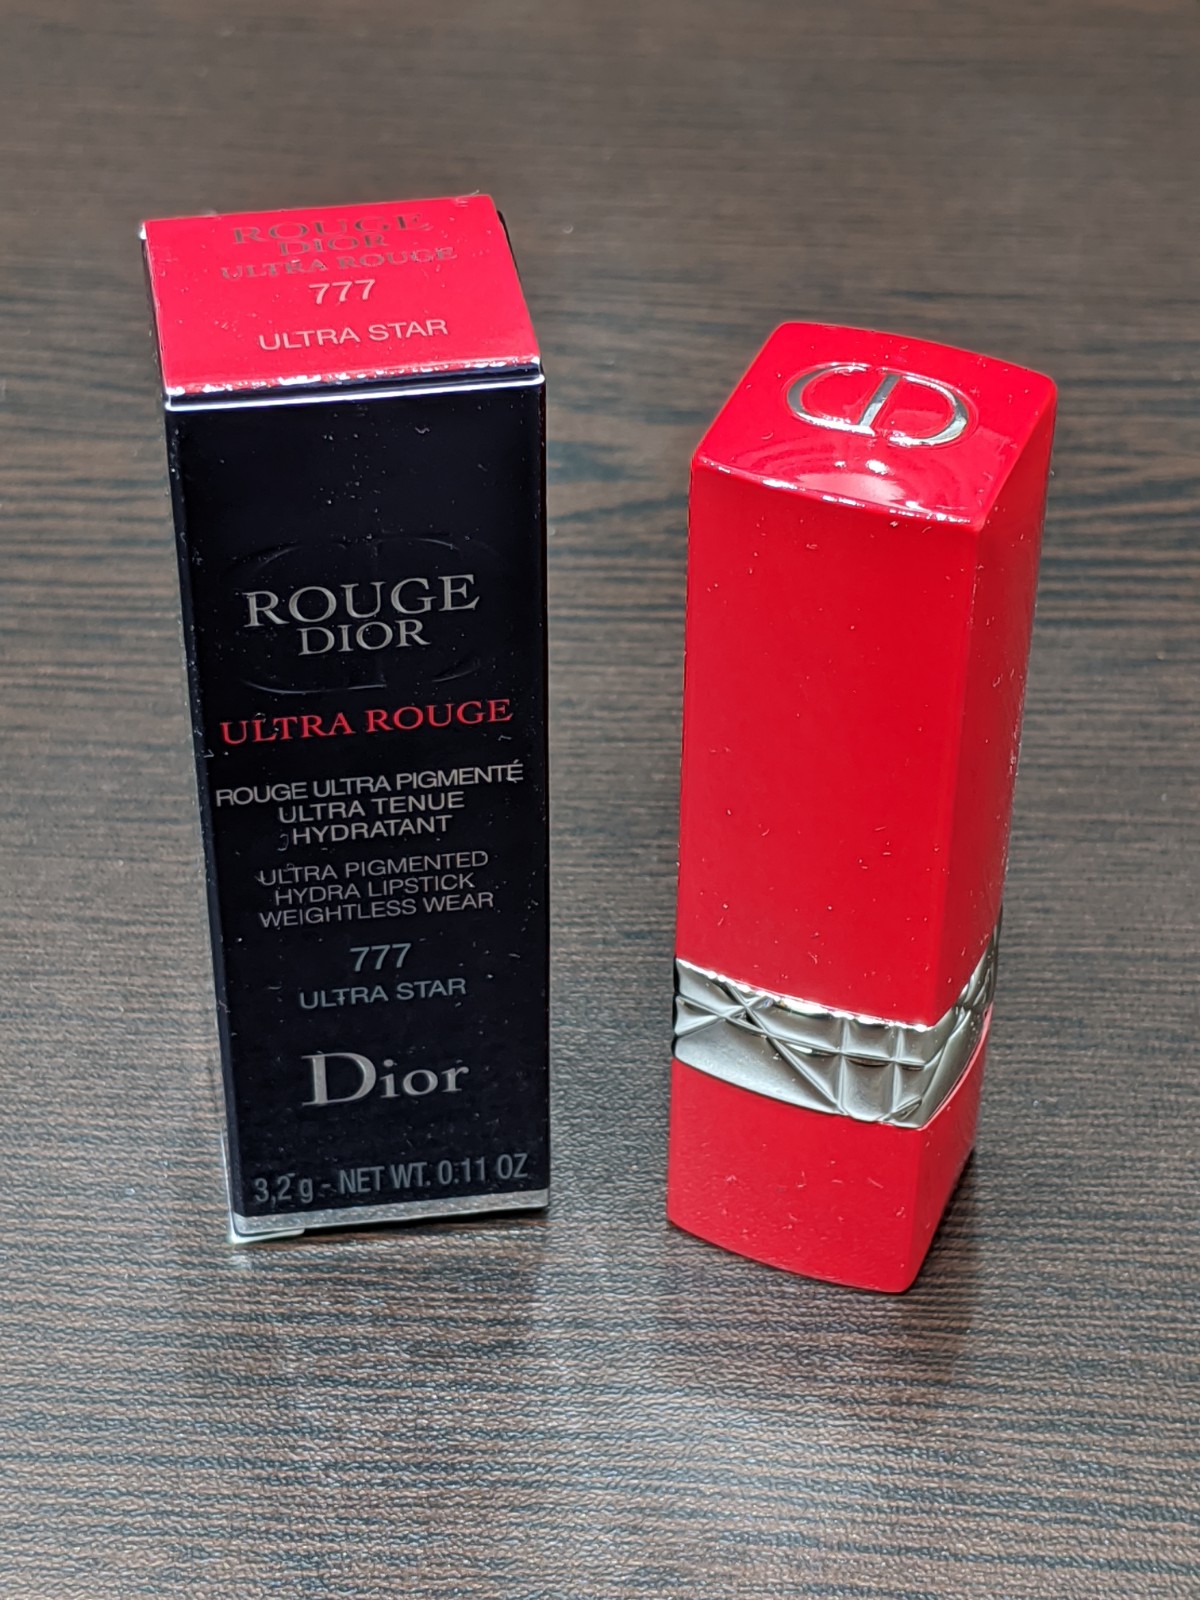 ROUGE
DIOR
ULTRA ROUGE
777
ULTRA STAR
ROUGE
DIOR
ULTRA ROUGE
ROUGE ULTRA PIGMENTÉ
ULTRA TENUE
HYDRATANT
ULTRA PIGMENTED
HYDRA LIPSTICK
WEIGHTLESS WEAR
777
ULTRA STAR
Dior
3,2 g - NET WT. 0.11 OZ
CD